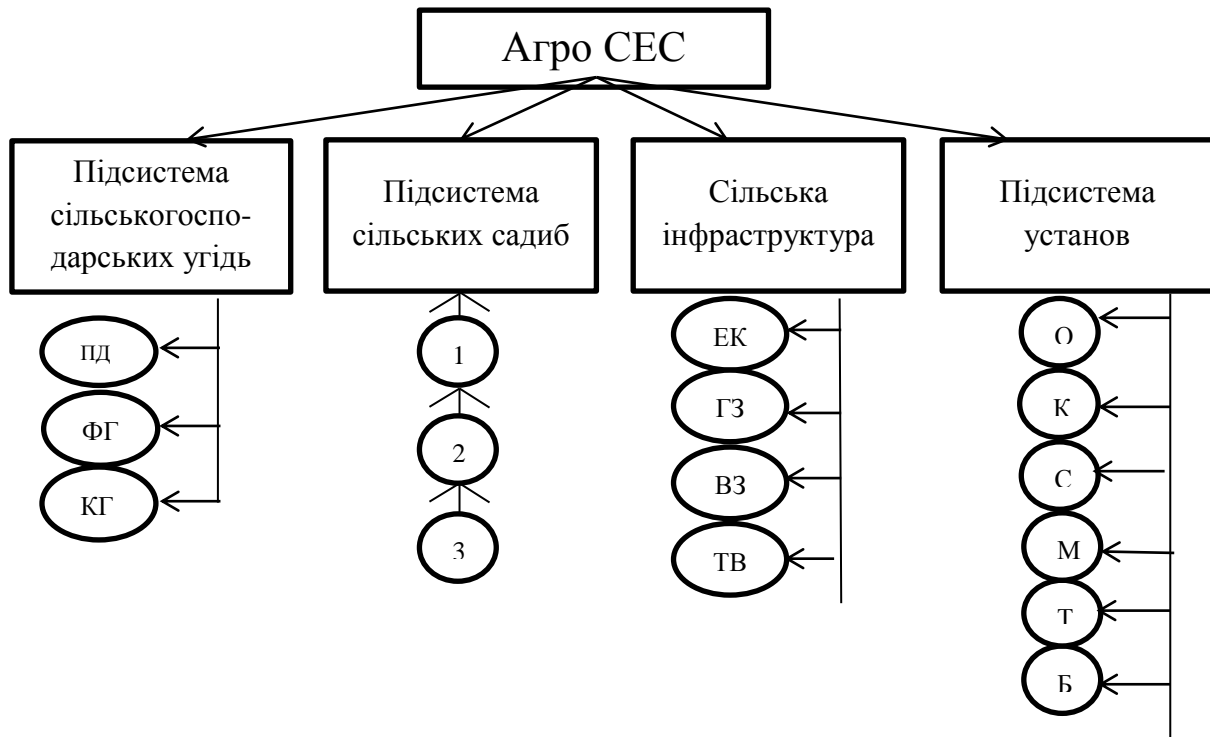 Агро СЕС
Підсистема
сільськогоспо-
дарських угідь
Підсистема
сільських садиб
Сільська
інфраструктура
Підсистема
установ
ПД
ФГ
КГ
1
2
3
ЕК
ГЗ
ВЗ
ТВ
О
К
С
М
Т
Б